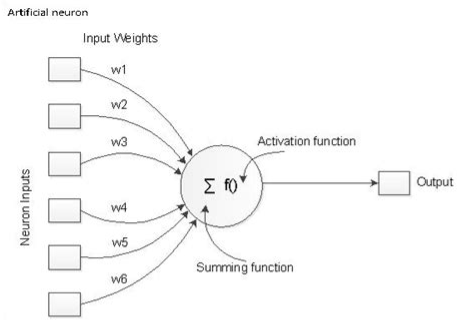 Artificial neuron
Input Weights
w1
w2
w3
w4
w5
w6
Neuron Inputs
Σ f()
Activation function
Summing function
Output